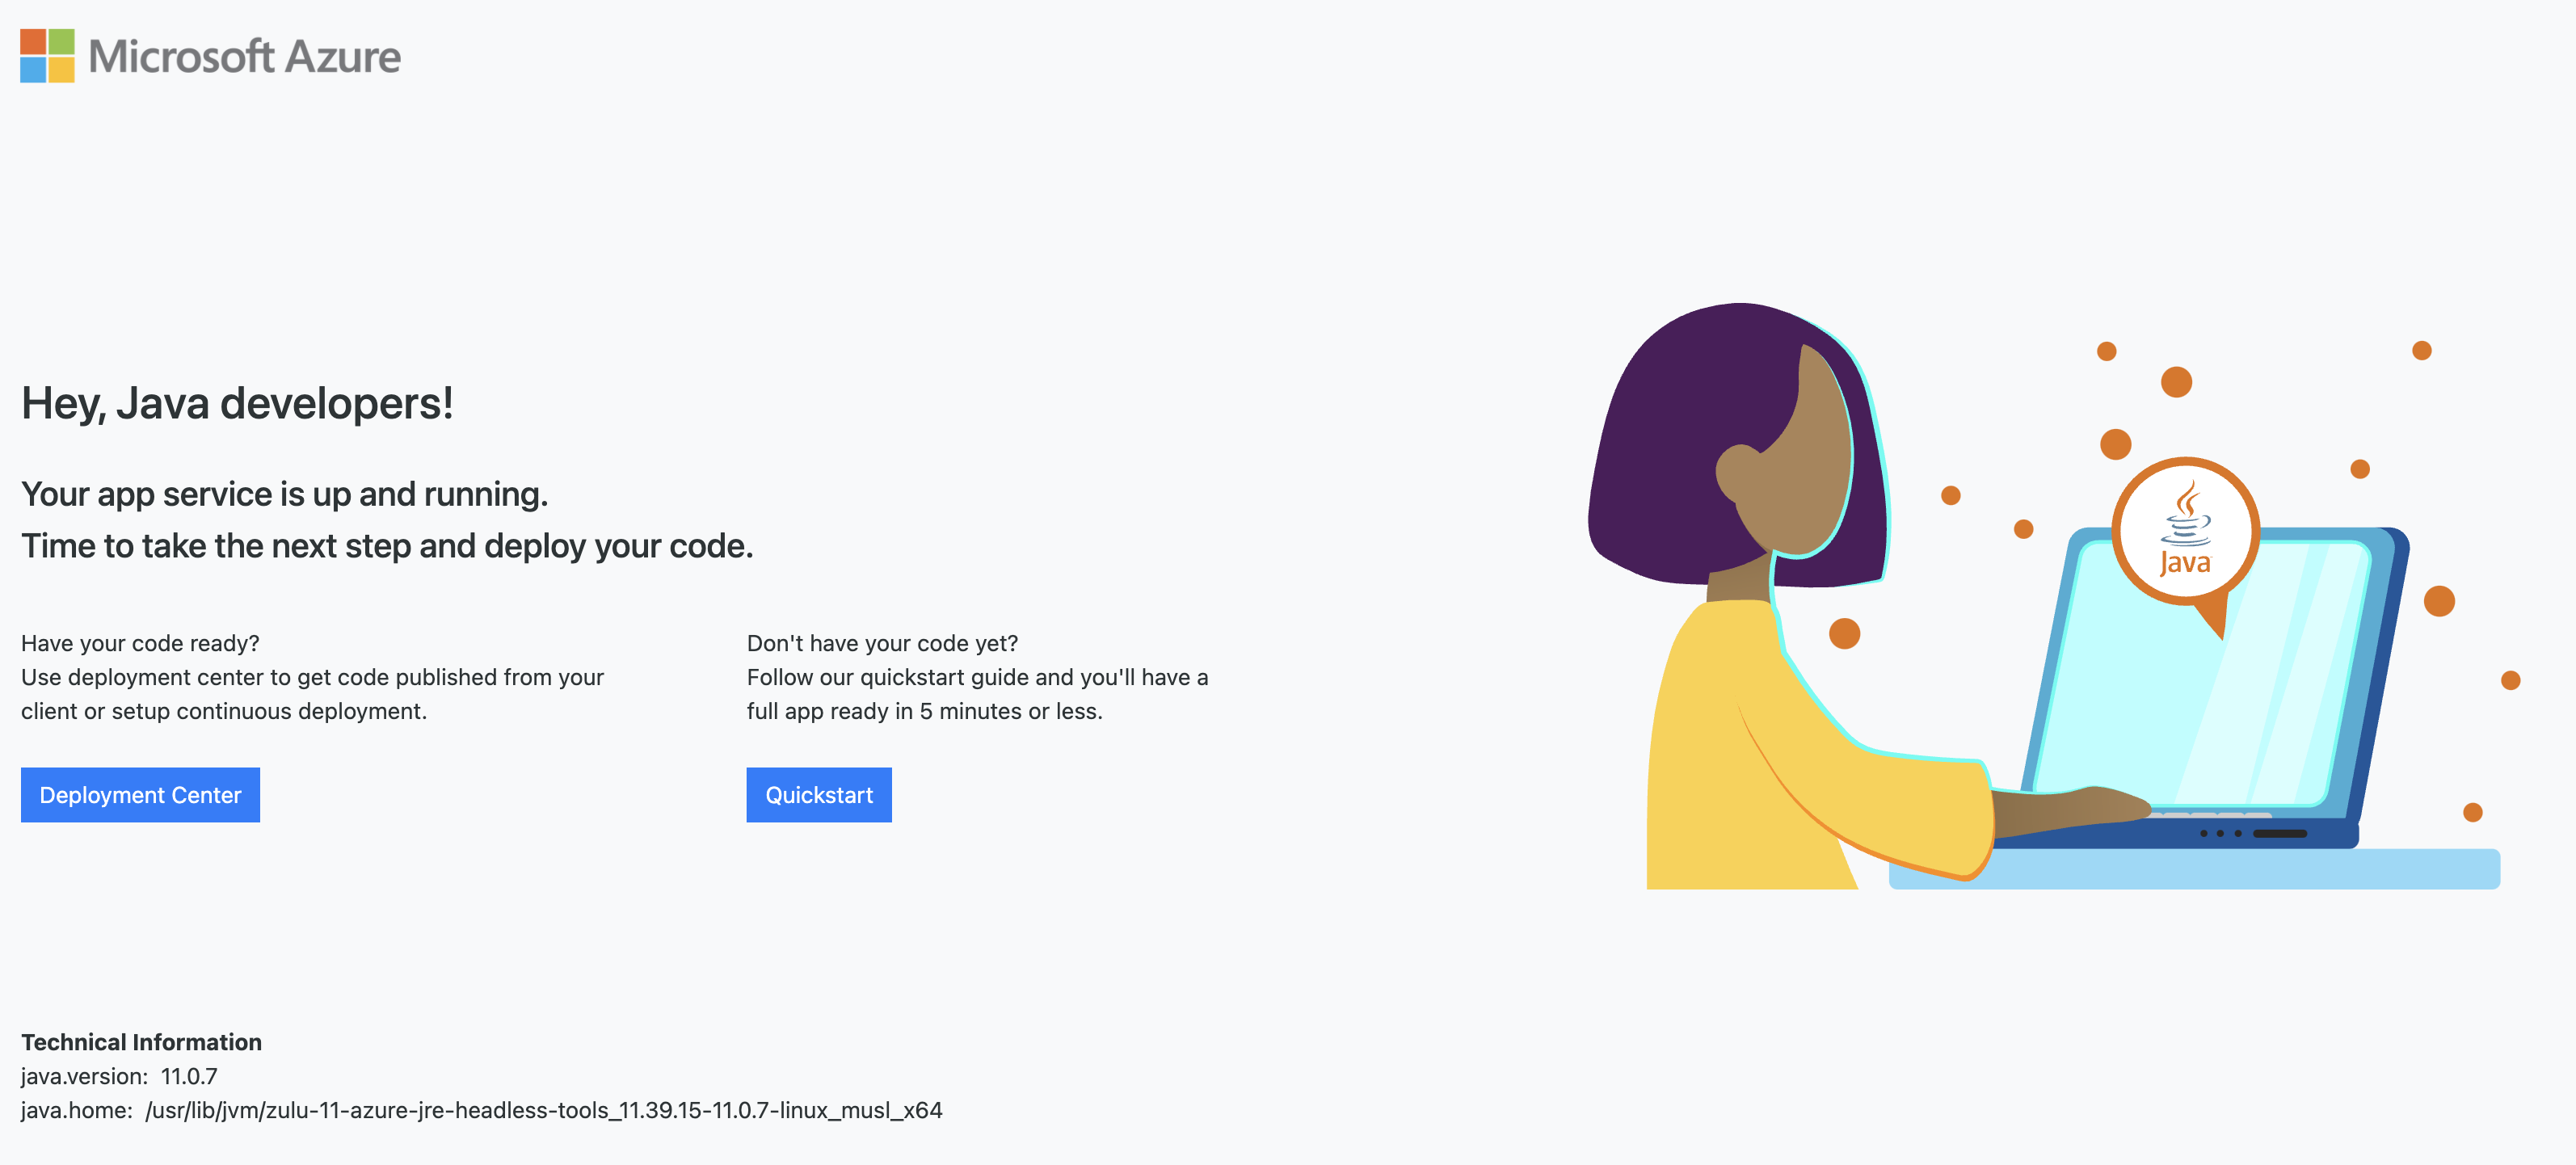 Microsoft Azure
Hey, Java developers!
Your app service is up and running.
Time to take the next step and deploy your code.
Have your code ready?
Use deployment center to get code published from your
client or setup continuous deployment.
Deployment Center
Don't have your code yet?
Follow our quickstart guide and you'll have a
full app ready in 5 minutes or less.
Quickstart
Java
Technical Information
java.version: 11.0.7
java.home: /usr/lib/jvm/zulu-11-azure-jre-headless-tools_11.39.15-11.0.7-linux_musl_x64